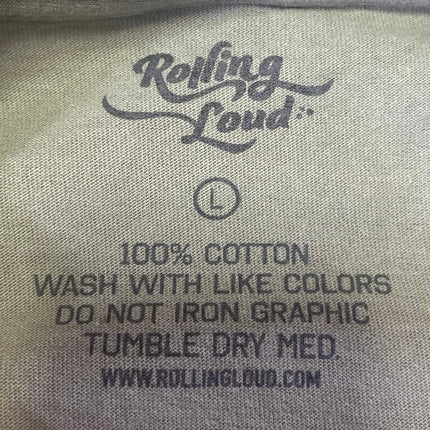 Rolling
Loud
L
100% COTTON
WASH WITH LIKE COLORS
DO NOT IRON GRAPHIC
TUMBLE DRY MED.
WWW.ROLLINGLOUD.COM